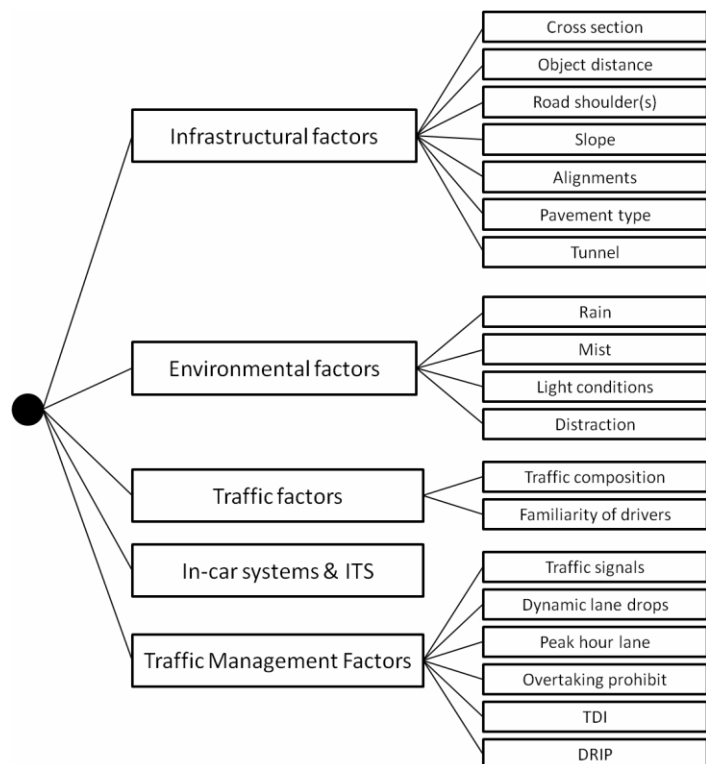 Infrastructural factors
Cross section
Object distance
Road shoulder(s)
Slope
Alignments
Pavement type
Tunnel
Environmental factors
Rain
Mist
Light conditions
Distraction
Traffic factors
Traffic composition
Familiarity of drivers
In-car systems & ITS
Traffic Management Factors
Traffic signals
Dynamic lane drops
Peak hour lane
Overtaking prohibit
TDI
DRIP